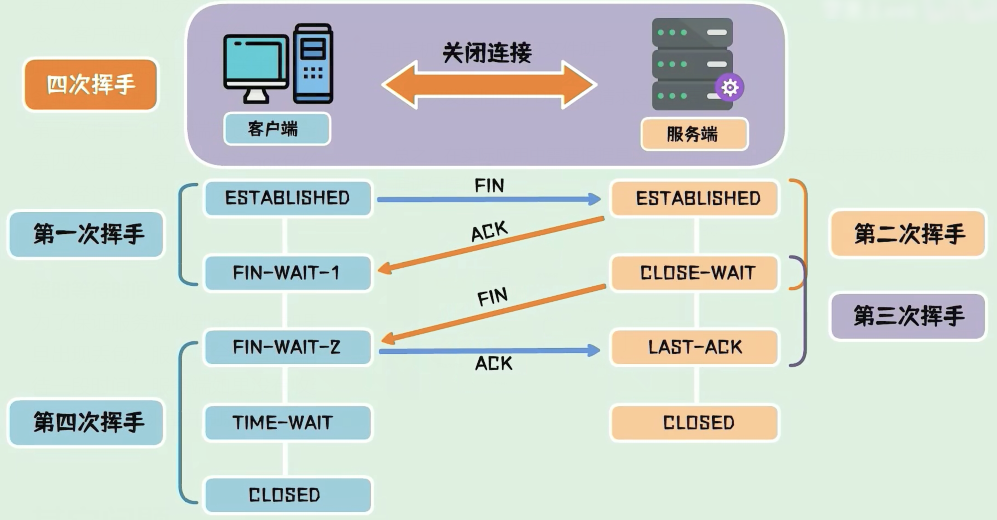 四次挥手
关闭连接
客户端
服务端
ESTABLISHED
FIN
ESTABLISHED
第一次挥手
ACK
第二次挥手
FIN-WAIT-1
CLOSE-WAIT
FIN
第三次挥手
FIN-WAIT-2
LAST-ACK
ACK
第四次挥手
TIME-WAIT
CLOSED
CLOSED